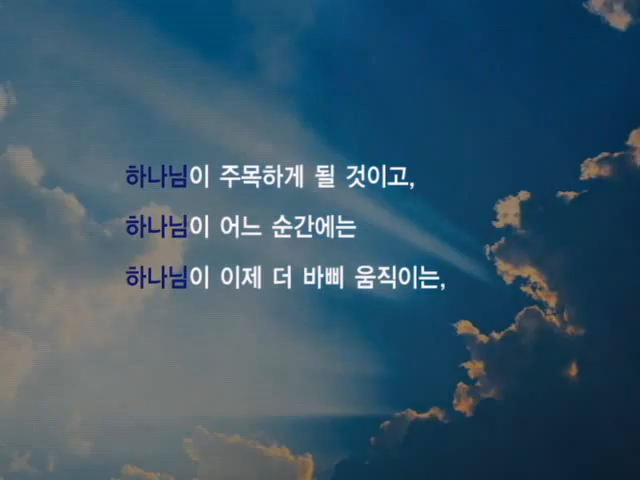 하나님이 주목하게 될 것이고,
하나님이 어느 순간에는
하나님이 이제 더 바삐 움직이는,